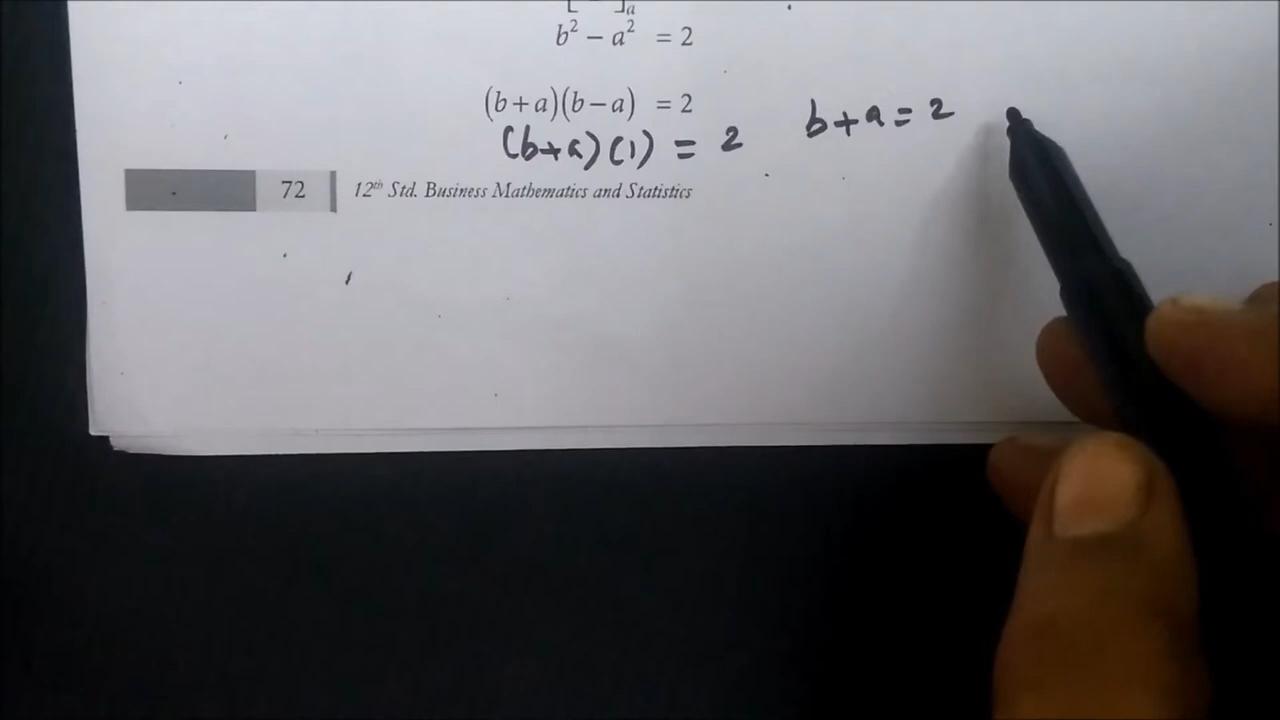 ]a
b² − a² = 2
(b+a)(b−a) = 2
(b+a)(1) = 2 b+a=2
72 12th Std. Business Mathematics and Statistics